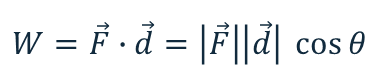 W = F⃗ · d⃗ = |F⃗||d⃗| cos θ